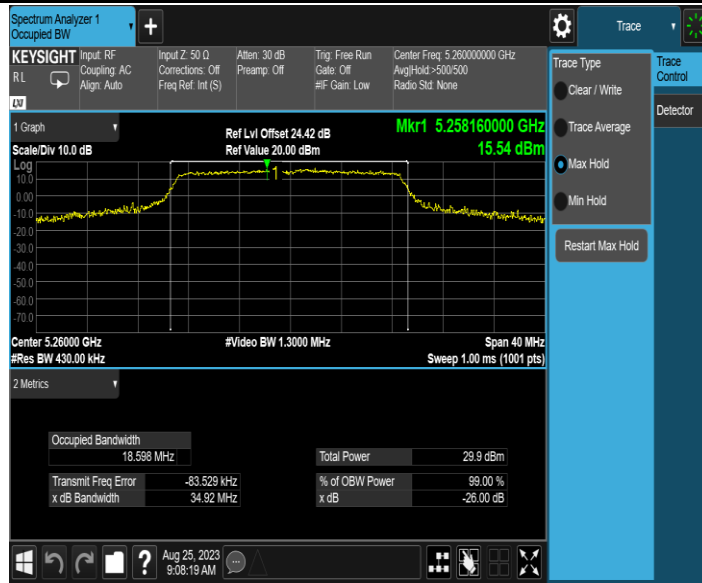 Spectrum Analyzer 1
Occupied BW
+
Trace
KEYSIGHT
RL
LXI
Input: RF
Coupling: AC
Align: Auto
Input Z: 50 Ω
Corrections: Off
Freq Ref: Int (S)
Atten: 30 dB
Preamp: Off
Trig: Free Run
Gate: Off
#IF Gain: Low
Center Freq: 5.260000000 GHz
Avg|Hold:>500/500
Radio Std: None
Trace Type
Clear / Write
Trace Average
Max Hold
Min Hold
Restart Max Hold
Trace
Control
Detector
1 Graph
Scale/Div 10.0 dB
Ref Lvl Offset 24.42 dB
Ref Value 20.00 dBm
Mkr1 5.258160000 GHz
15.54 dBm
Log
10.0
0.00
-10.0
-20.0
-30.0
-40.0
-50.0
-60.0
-70.0
1
Center 5.26000 GHz
#Res BW 430.00 kHz
#Video BW 1.3000 MHz
Span 40 MHz
Sweep 1.00 ms (1001 pts)
2 Metrics
Occupied Bandwidth
18.598 MHz
Total Power 29.9 dBm
Transmit Freq Error -83.529 kHz
% of OBW Power 99.00 %
x dB Bandwidth 34.92 MHz
x dB -26.00 dB
?
Aug 25, 2023
9:08:19 AM